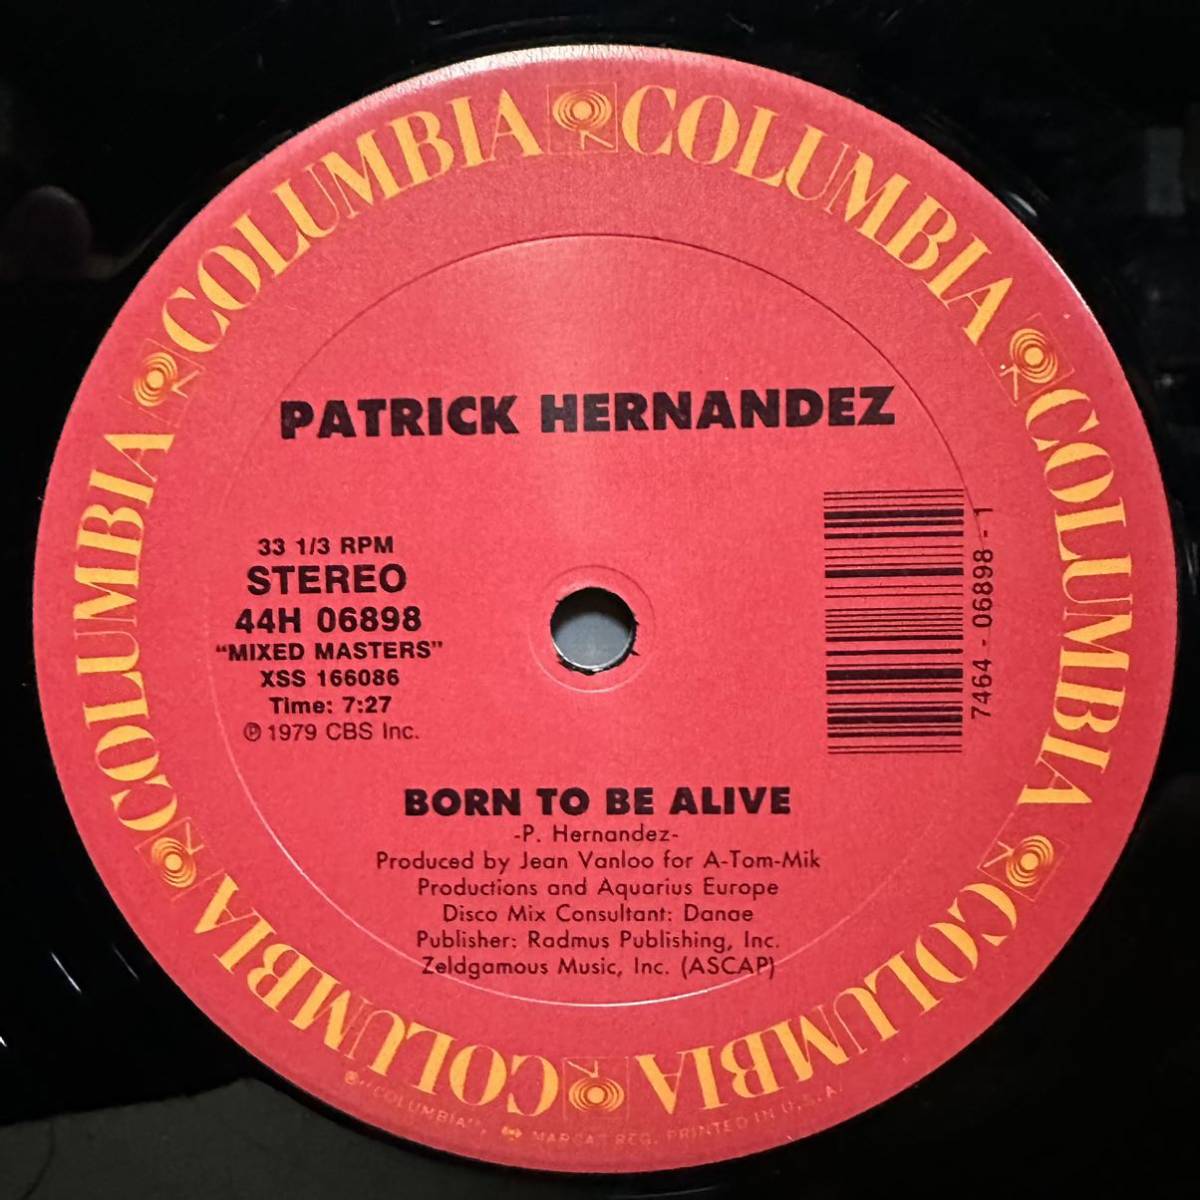 COLUMBIA COLUMBIA COLUMBIA COLUMBIA COLUMBIA COLUMBIA
PATRICK HERNANDEZ
33 1/3 RPM
STEREO
44H 06898
"MIXED MASTERS"
XSS 166086
Time: 7:27
℗ 1979 CBS Inc.
7464 - 06898 - 1
BORN TO BE ALIVE
-P. Hernandez-
Produced by Jean Vanloo for A-Tom-Mik
Productions and Aquarius Europe
Disco Mix Consultant: Danae
Publisher: Radmus Publishing, Inc.
Zeldgamous Music, Inc. (ASCAP)
® "COLUMBIA", MARCAS REG. PRINTED IN U.S.A.